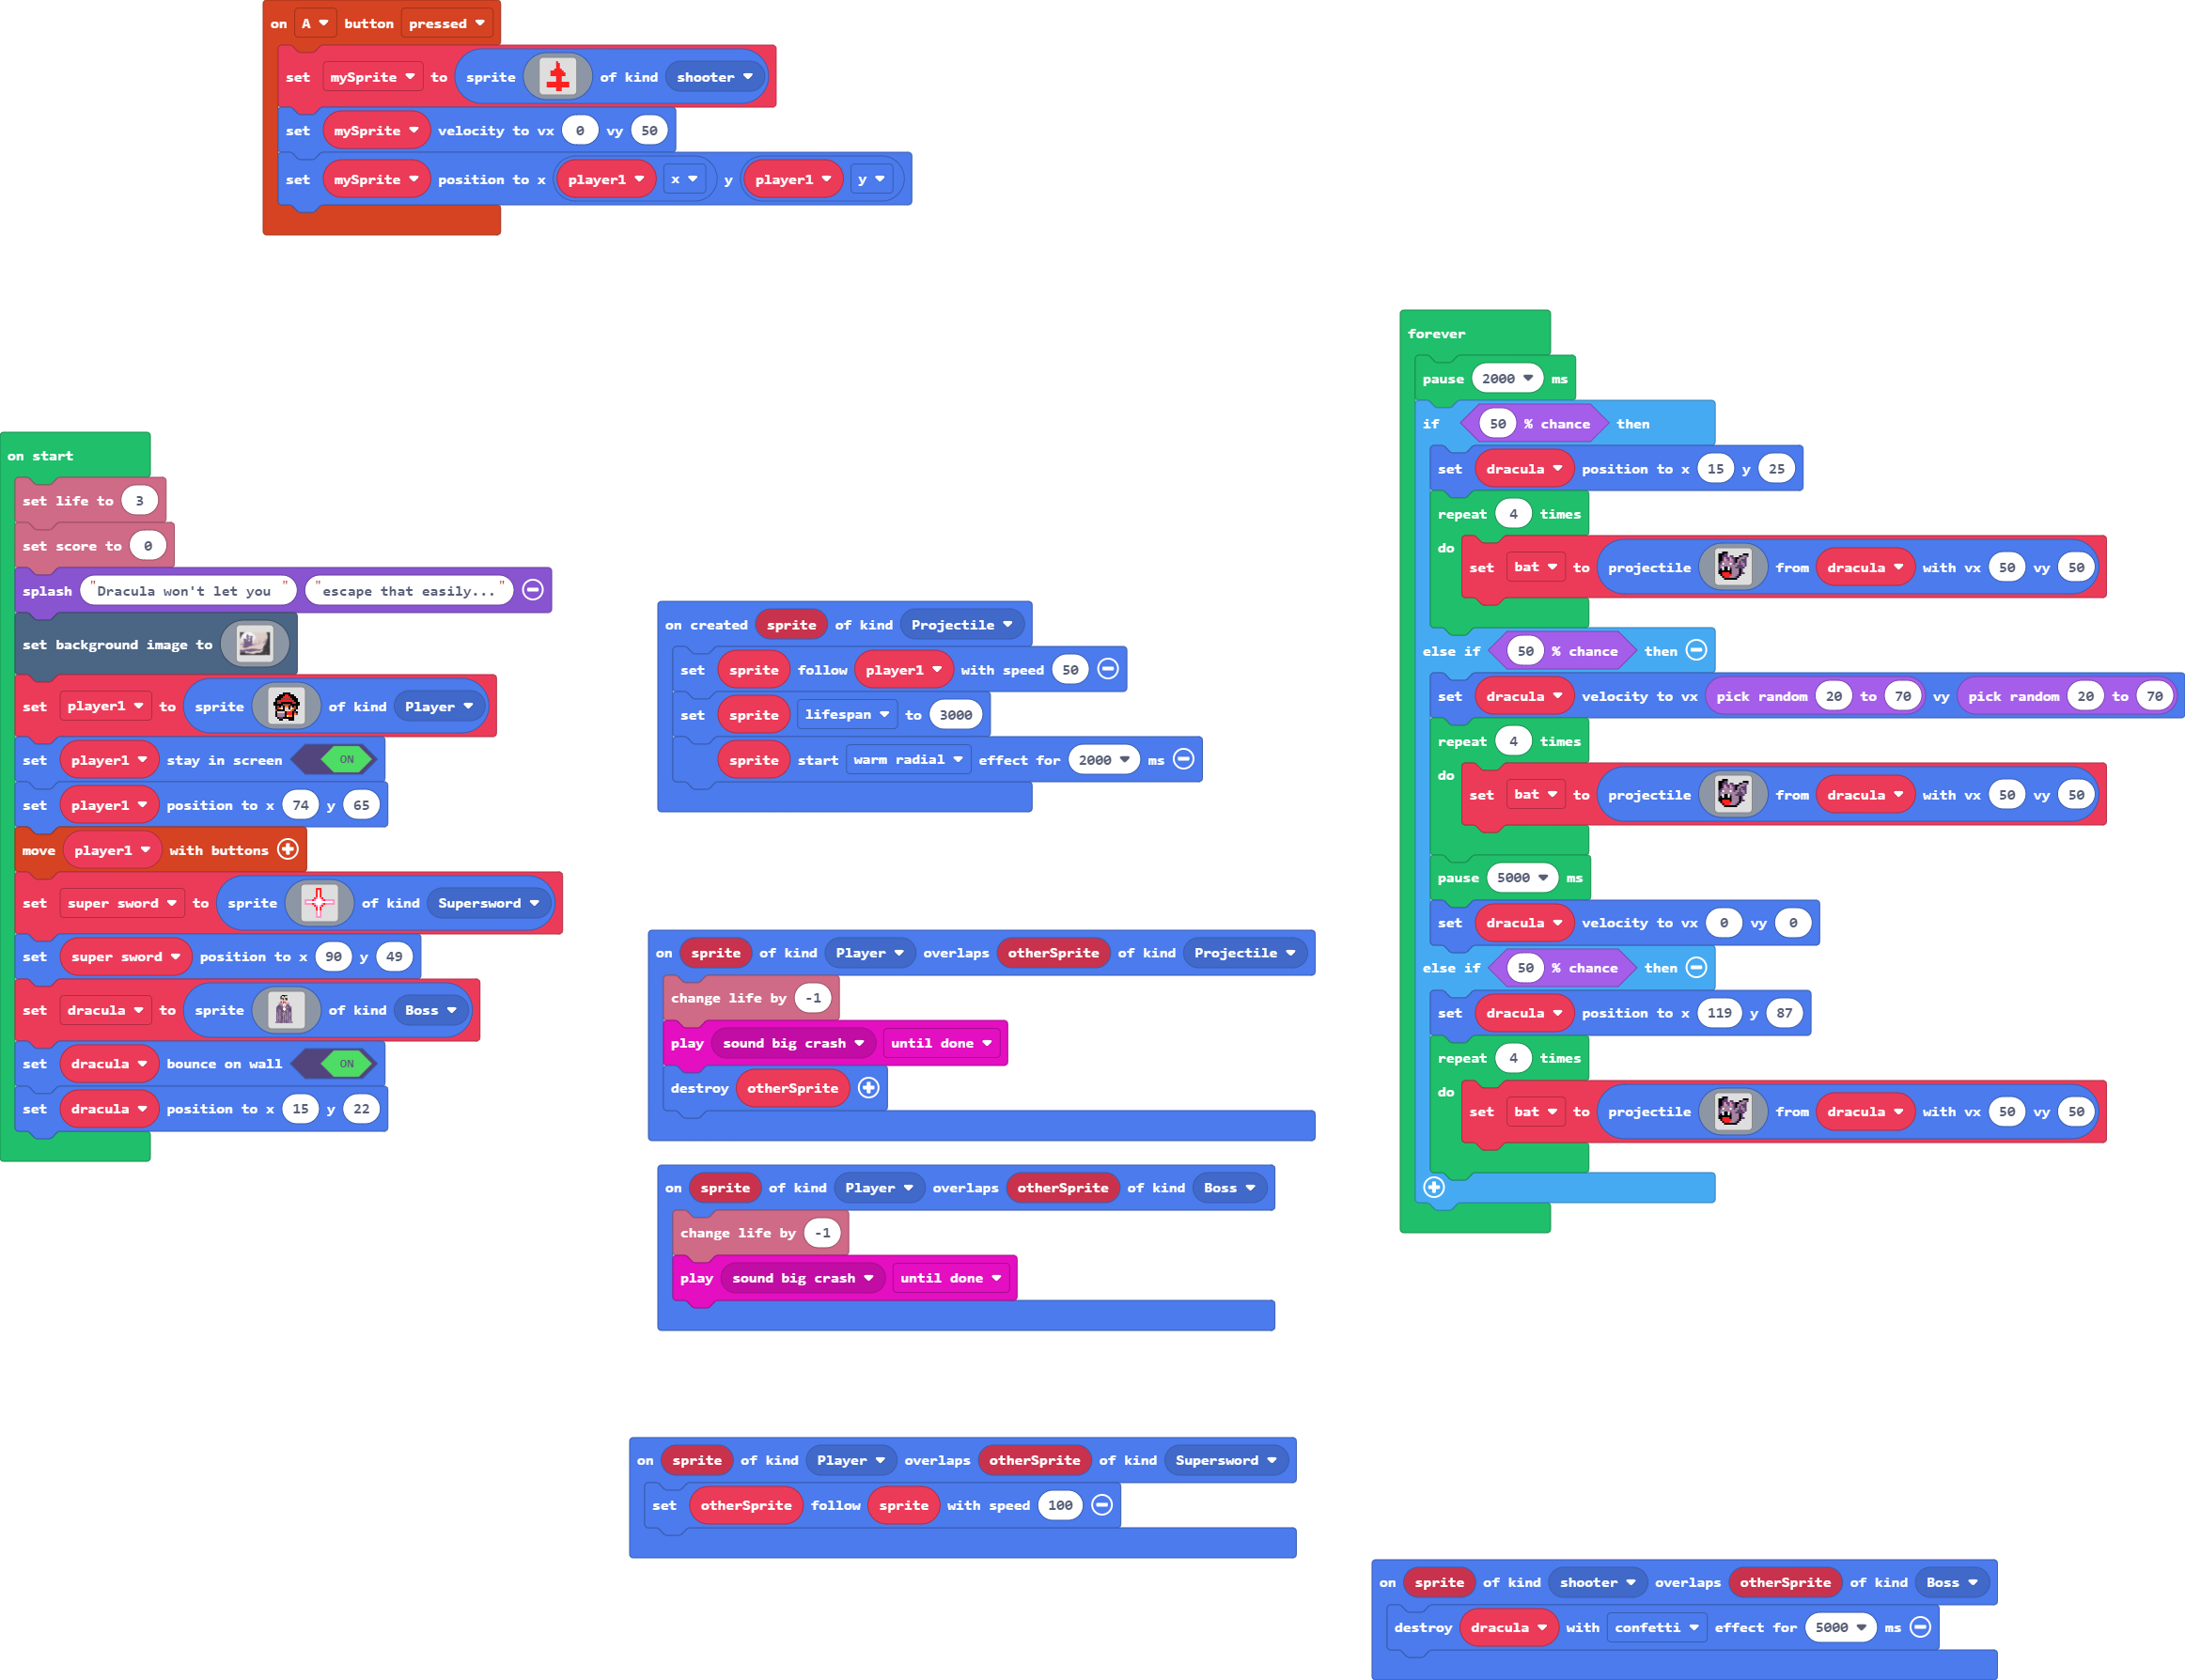 on A button pressed
set mySprite to sprite of kind shooter
set mySprite velocity to vx 0 vy 50
set mySprite position to x player1 x y player1 y
on start
set life to 3
set score to 0
splash "Dracula won't let you " "escape that easily..."
set background image to
set player1 to sprite of kind Player
set player1 stay in screen ON
set player1 position to x 74 y 65
move player1 with buttons
set super sword to sprite of kind Supersword
set super sword position to x 90 y 49
set dracula to sprite of kind Boss
set dracula bounce on wall ON
set dracula position to x 15 y 22
on created sprite of kind Projectile
set sprite follow player1 with speed 50
set sprite lifespan to 3000
sprite start warm radial effect for 2000 ms
on sprite of kind Player overlaps otherSprite of kind Projectile
change life by -1
play sound big crash until done
destroy otherSprite
on sprite of kind Player overlaps otherSprite of kind Boss
change life by -1
play sound big crash until done
on sprite of kind Player overlaps otherSprite of kind Supersword
set otherSprite follow sprite with speed 100
forever
pause 2000 ms
if 50 % chance then
set dracula position to x 15 y 25
repeat 4 times
do set bat to projectile from dracula with vx 50 vy 50
else if 50 % chance then
set dracula velocity to vx pick random 20 to 70 vy pick random 20 to 70
repeat 4 times
do set bat to projectile from dracula with vx 50 vy 50
pause 5000 ms
set dracula velocity to vx 0 vy 0
else if 50 % chance then
set dracula position to x 119 y 87
repeat 4 times
do set bat to projectile from dracula with vx 50 vy 50
on sprite of kind shooter overlaps otherSprite of kind Boss
destroy dracula with confetti effect for 5000 ms